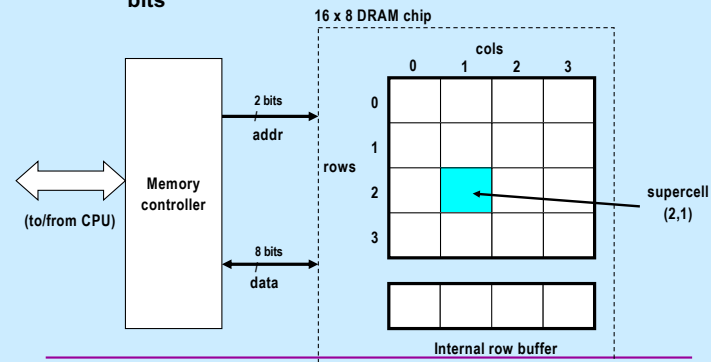 bits
16 x 8 DRAM chip
cols
0 1 2 3
2 bits
addr
0
1
rows
2
3
Memory
controller
(to/from CPU)
supercell
(2,1)
8 bits
data
Internal row buffer